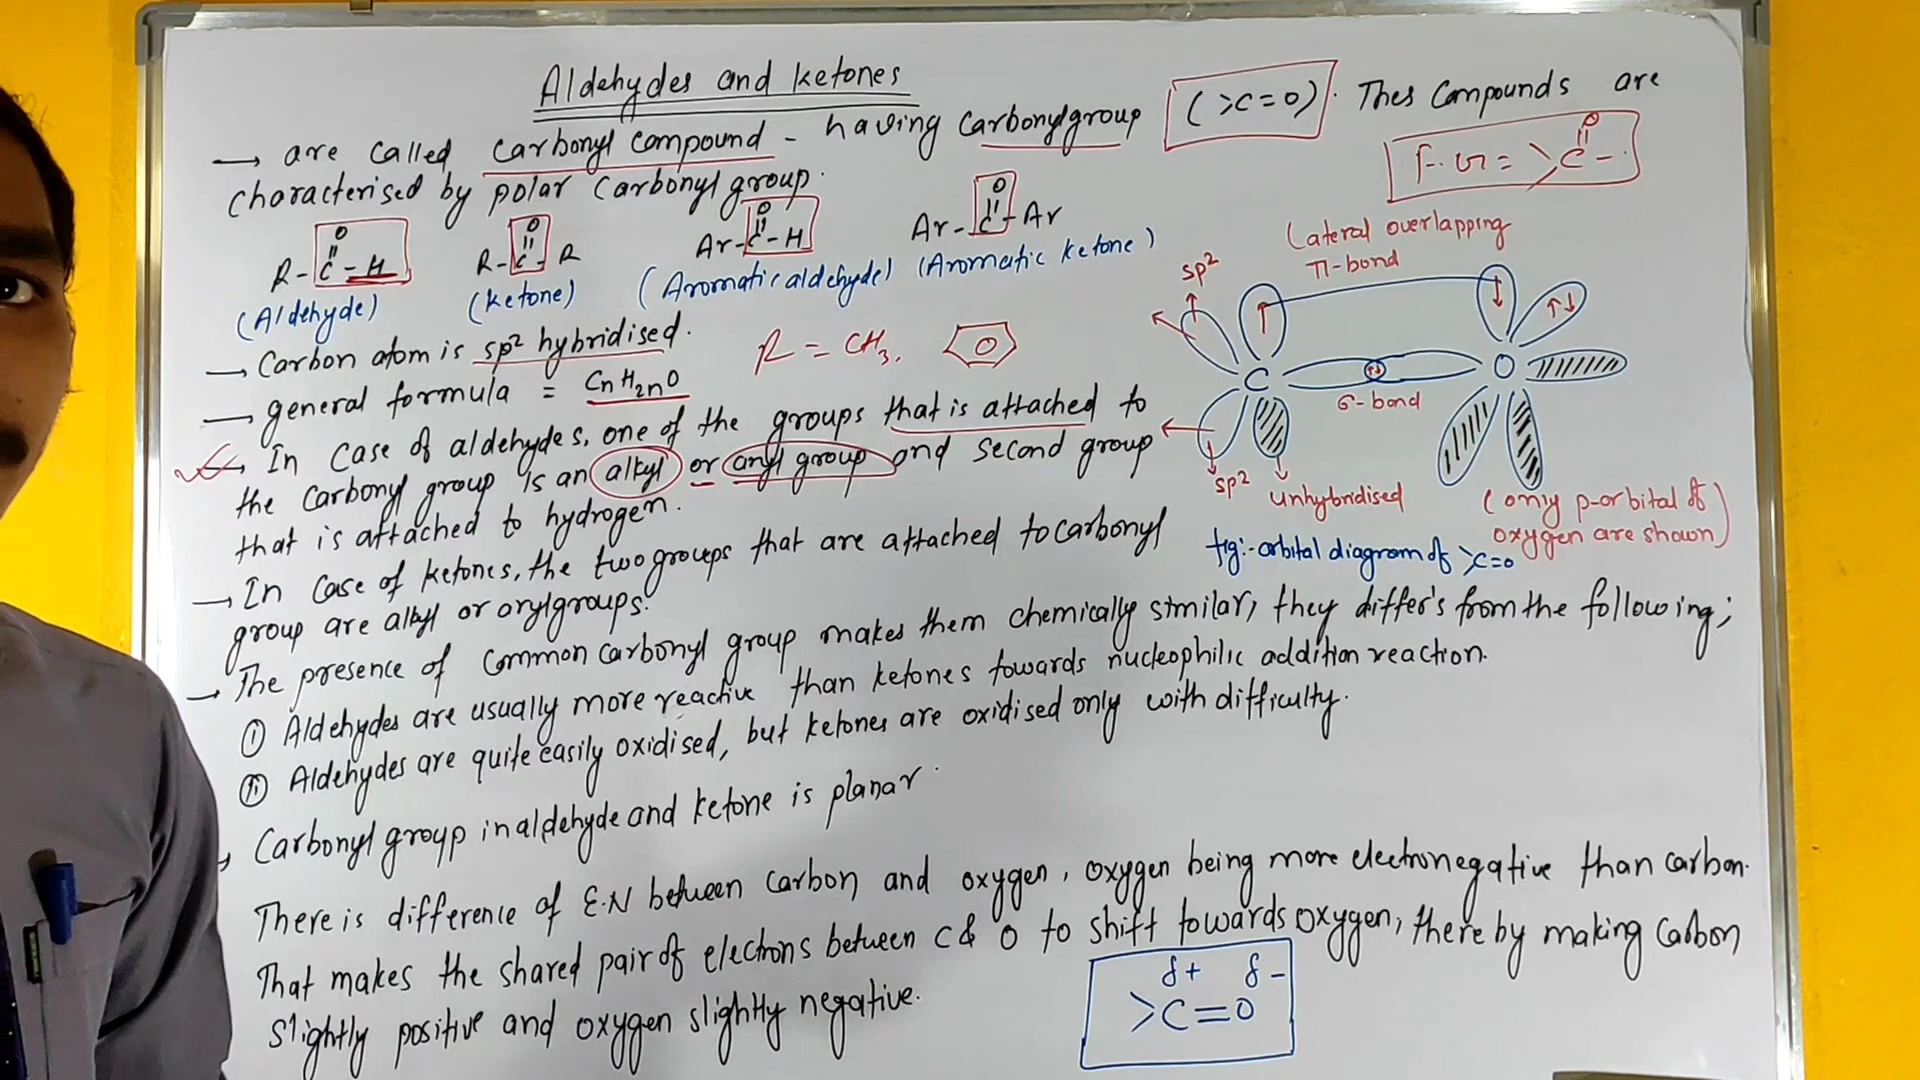 Aldehydes and ketones
→ are called carbonyl compound - having carbonyl group (>C=O). Thes compounds are
characterised by polar carbonyl group.
F.G = >C-
O
O O O O
|| || || ||
R-C-H R-C-R Ar-C-H Ar-C-Ar
(Aldehyde) (ketone) (Aromatic aldehyde) (Aromatic ketone)
→ Carbon atom is sp² hybridised.
R = CH3,
→ general formula = CnH2nO
→ In case of aldehydes, one of the groups that is attached to
the carbonyl group is an alkyl or aryl group and second group
that is attached to hydrogen.
→ In case of ketones, the two groups that are attached to carbonyl
group are alkyl or arylgroups.
Lateral overlapping
π-bond
sp²
C
O
σ-bond
sp²
unhybridised
(only p-orbital of
oxygen are shown)
fig:- orbital diagram of >C=O
→ The presence of common carbonyl group makes them chemically similar, they differ's from the following;
(i) Aldehydes are usually more reactive than ketones towards nucleophilic addition reaction.
(ii) Aldehydes are quite easily oxidised, but ketones are oxidised only with difficulty.
Carbonyl group in aldehyde and ketone is planar.
There is difference of E.N between carbon and oxygen, oxygen being more electronegative than carbon.
That makes the shared pair of electrons between C & O to shift towards oxygen, there by making carbon
slightly positive and oxygen slightly negative.
δ+ δ-
>C=O